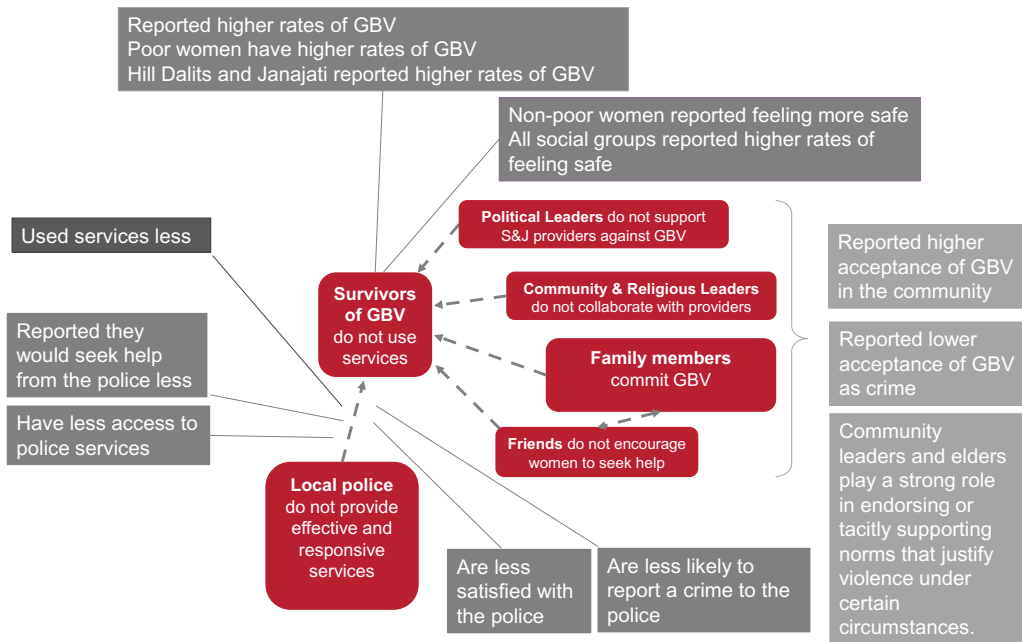 Reported higher rates of GBV
Poor women have higher rates of GBV
Hill Dalits and Janajati reported higher rates of GBV
Non-poor women reported feeling more safe
All social groups reported higher rates of
feeling safe
Political Leaders do not support
S&J providers against GBV
Used services less
Reported higher
acceptance of GBV
in the community
Survivors
of GBV
do not use
services
Community & Religious Leaders
do not collaborate with providers
Reported they
would seek help
from the police less
Family members
commit GBV
Reported lower
acceptance of GBV
as crime
Have less access to
police services
Friends do not encourage
women to seek help
Community
leaders and elders
play a strong role
in endorsing or
tacitly supporting
norms that justify
violence under
certain
circumstances.
Local police
do not provide
effective and
responsive
services
Are less
satisfied with
the police
Are less likely to
report a crime to the
police